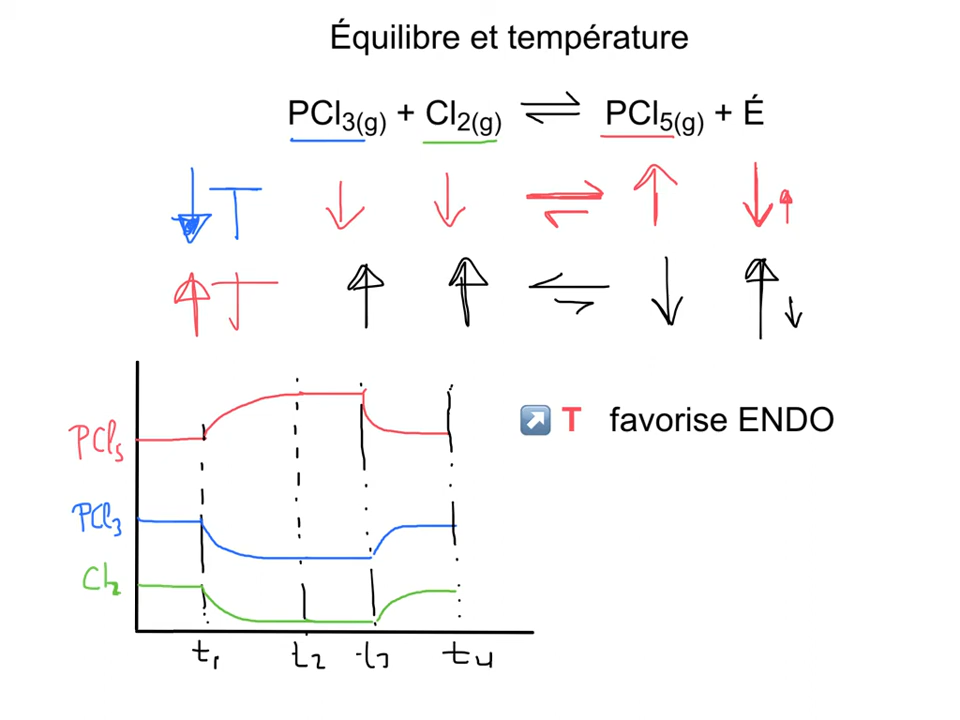 Équilibre et température
PCl₃(g) + Cl₂(g) ⇌ PCl₅(g) + É
↓ T ↓ ↓ ⇌ ↑ ↓ ↑
↑ T ↑ ↑ ⇌ ↓ ↑ ↓
PCl₅
↗ T favorise ENDO
PCl₃
Cl₂
t₁ t₂ t₃ t₄